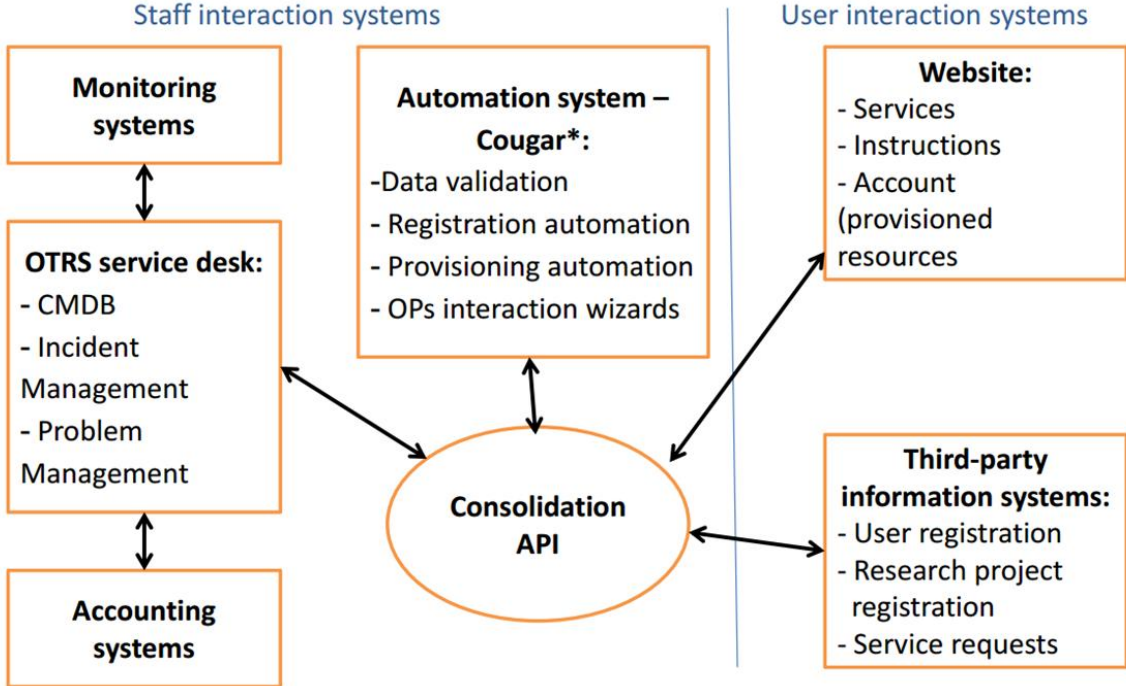 Staff interaction systems
User interaction systems
Monitoring
systems
OTRS service desk:
- CMDB
- Incident
Management
- Problem
Management
Accounting
systems
Automation system –
Cougar*:
-Data validation
- Registration automation
- Provisioning automation
- OPs interaction wizards
Consolidation
API
Website:
- Services
- Instructions
- Account
(provisioned
resources
Third-party
information systems:
- User registration
- Research project
registration
- Service requests